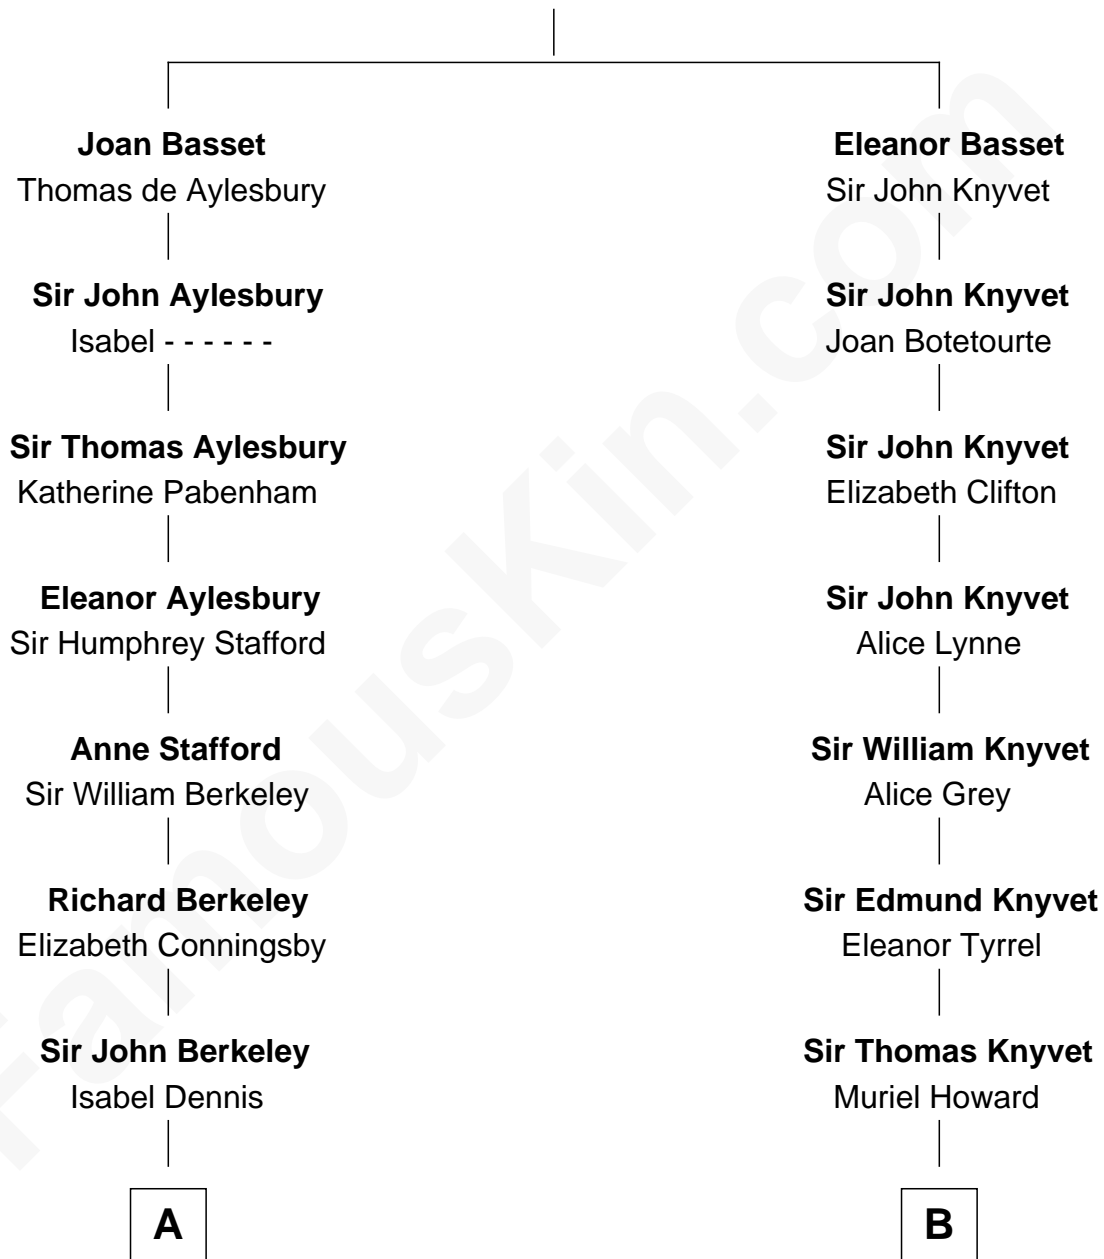 Joan Basset
Thomas de Aylesbury
Sir John Aylesbury
Isabel - - - - - -
Sir Thomas Aylesbury
Katherine Pabenham
Eleanor Aylesbury
Sir Humphrey Stafford
Anne Stafford
Sir William Berkeley
Richard Berkeley
Elizabeth Conningsby
Sir John Berkeley
Isabel Dennis
A
Eleanor Basset
Sir John Knyvet
Sir John Knyvet
Joan Botetourte
Sir John Knyvet
Elizabeth Clifton
Sir John Knyvet
Alice Lynne
Sir William Knyvet
Alice Grey
Sir Edmund Knyvet
Eleanor Tyrrel
Sir Thomas Knyvet
Muriel Howard
B
FamousKin.com